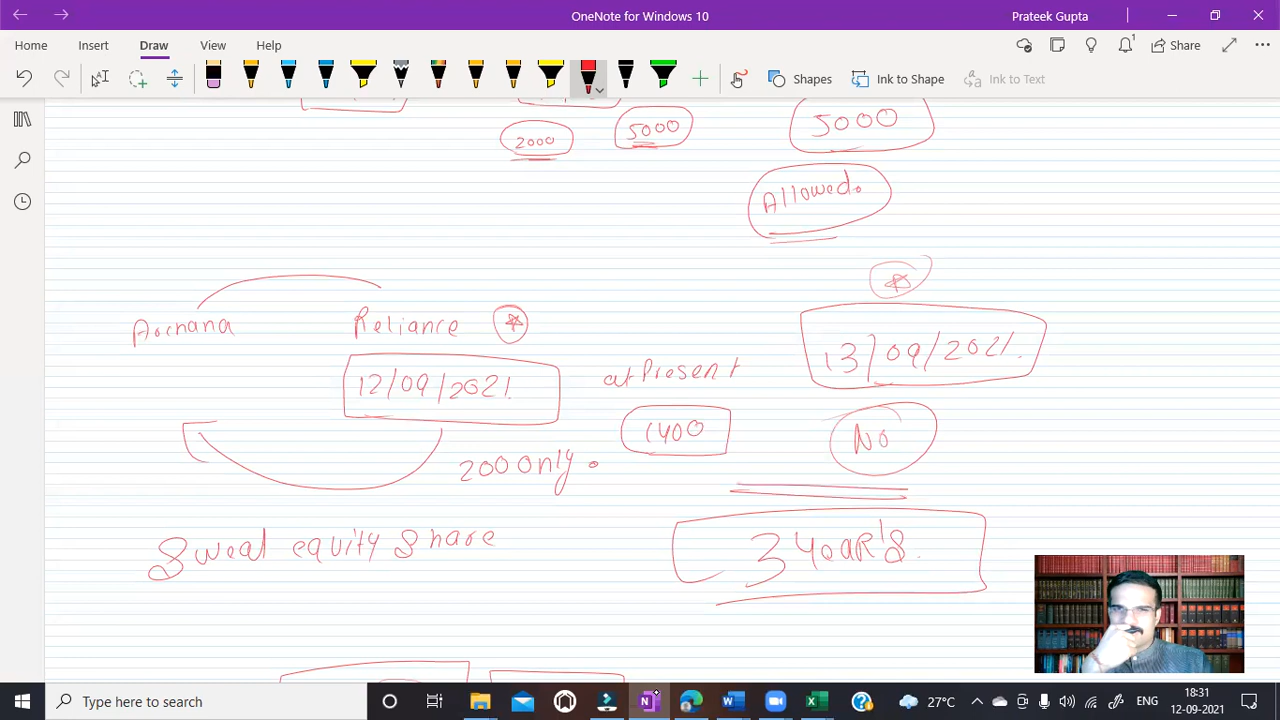 OneNote for Windows 10
Prateek Gupta
Home Insert Draw View Help
Share
Shapes
Ink to Shape
Ink to Text
2000
5000
5000
Allowed.
Archana
Reliance
12/09/2021.
at Present
1400
13/09/2021.
No
200 Only.
Sweat equity Share
3 YeaR's.
Type here to search
27°C
ENG
18:31
12-09-2021